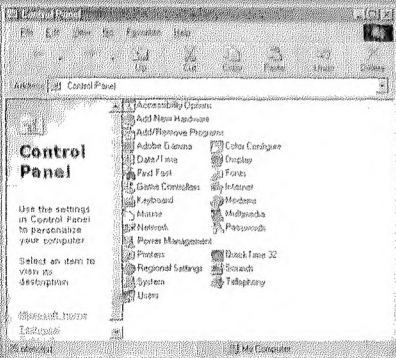 Control Panel
File Edit View Go Favorites Help
Up Cut Copy Paste Undo Delete
Address Control Panel
Control
Panel
Use the settings
in Control Panel
to personalize
your computer
Select an item to
view its
description
Microsoft Home
Technical
Accessibility Options
Add New Hardware
Add/Remove Programs
Adobe Gamma
Date/Time
Find Fast
Game Controllers
Keyboard
Mouse
Network
Power Management
Printers
Regional Settings
System
Users
Color Configure
Display
Fonts
Internet
Modems
Multimedia
Passwords
QuickTime 32
Sounds
Telephony
My Computer